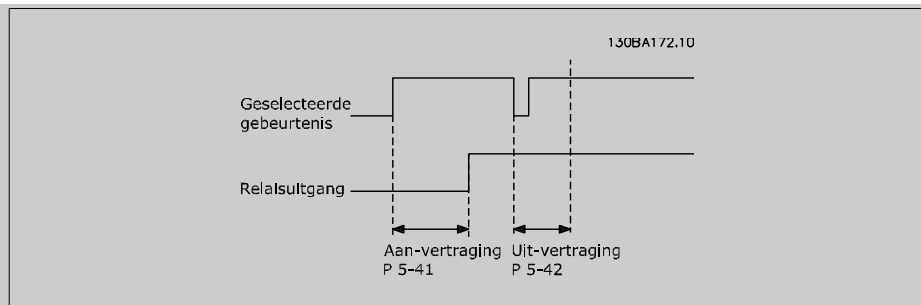 130BA172.10
Geselecteerde
gebeurtenis
Relaisuitgang
Aan-vertraging
P 5-41
Uit-vertraging
P 5-42